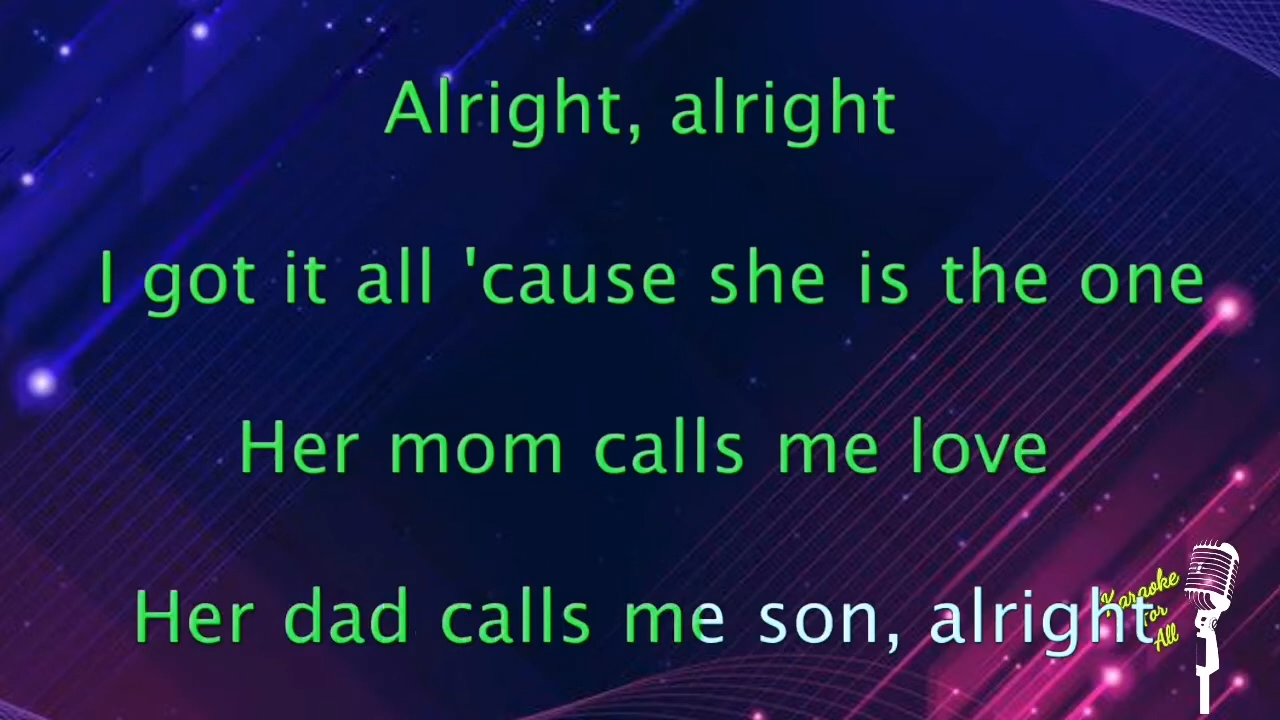 Alright, alright
I got it all 'cause she is the one
Her mom calls me love
Her dad calls me son, alright
Karaoke
For
All